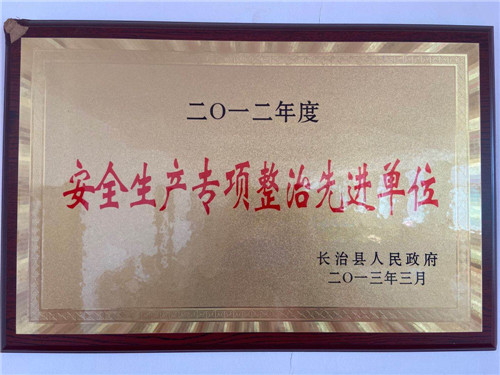 二〇一二年度
安全生产专项整治先进单位
长治县人民政府
二〇一三年三月